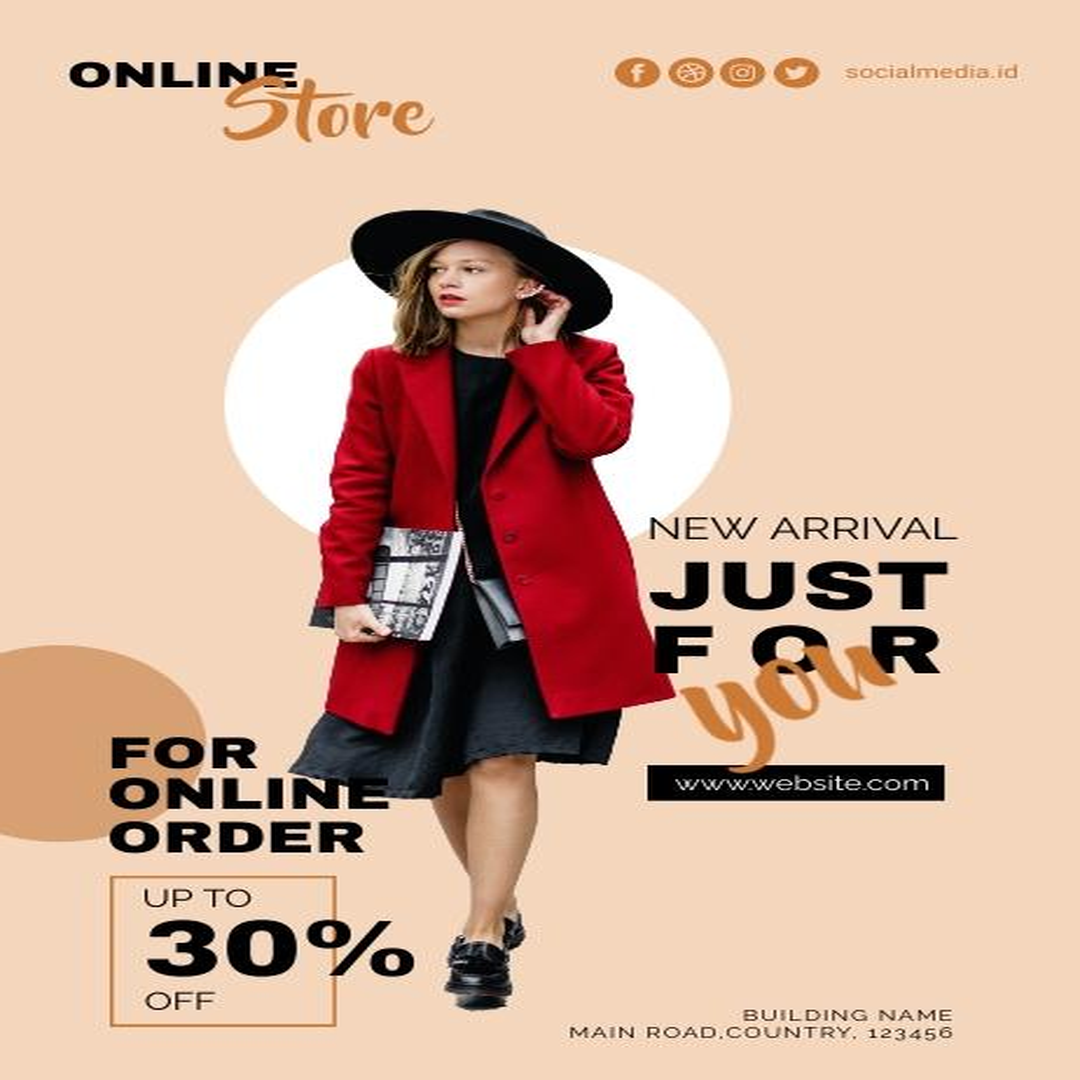 ONLINE
Store
socialmedia.id
NEW ARRIVAL
JUST
FOR
you
www.website.com
FOR
ONLINE
ORDER
UP TO
30%
OFF
BUILDING NAME
MAIN ROAD,COUNTRY, 123456